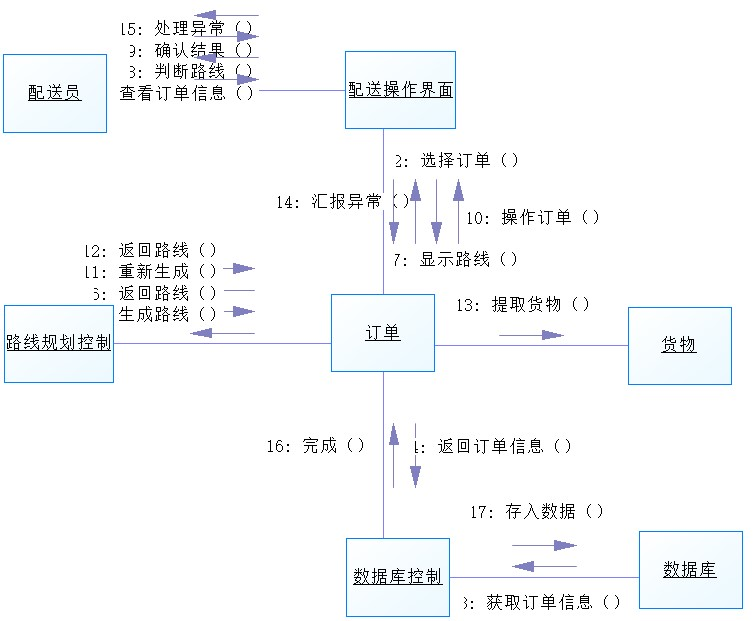 15: 处理异常()
9: 确认结果()
3: 判断路线()
查看订单信息()
配送员
配送操作界面
2: 选择订单()
14: 汇报异常()
10: 操作订单()
7: 显示路线()
12: 返回路线()
11: 重新生成()
返回路线()
生成路线()
13: 提取货物()
路线规划控制
订单
货物
16: 完成()
4: 返回订单信息()
17: 存入数据()
数据库控制
数据库
获取订单信息()